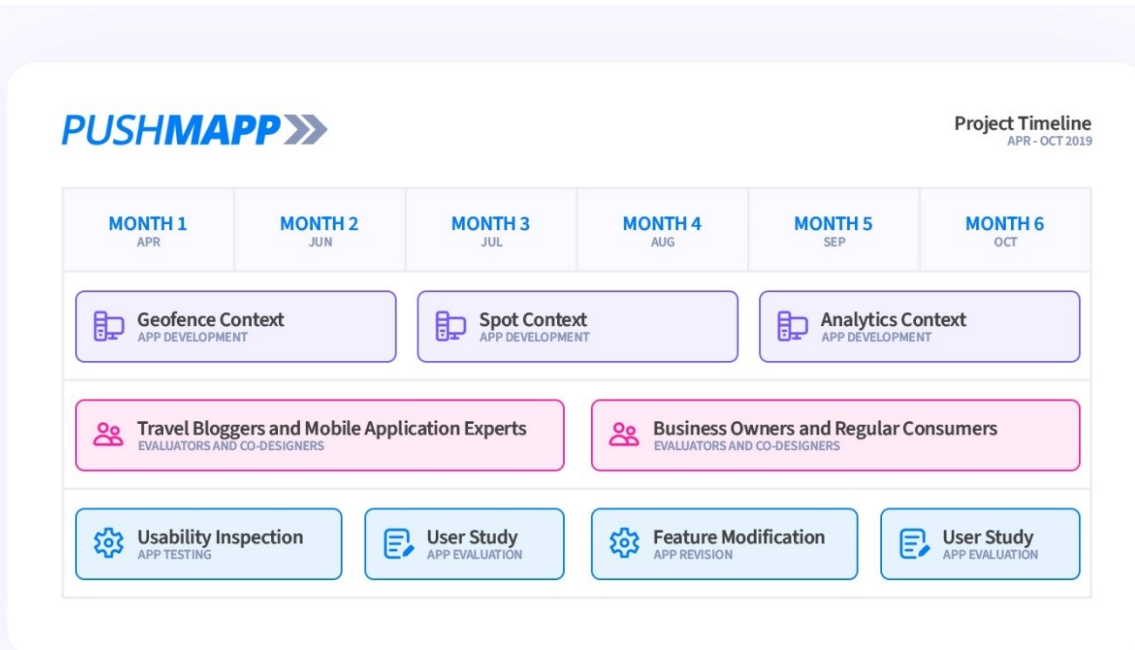 PUSHMAPP
Project Timeline
APR - OCT 2019
MONTH 1
APR
MONTH 2
JUN
MONTH 3
JUL
MONTH 4
AUG
MONTH 5
SEP
MONTH 6
OCT
Geofence Context
APP DEVELOPMENT
Spot Context
APP DEVELOPMENT
Analytics Context
APP DEVELOPMENT
Travel Bloggers and Mobile Application Experts
EVALUATORS AND CO-DESIGNERS
Business Owners and Regular Consumers
EVALUATORS AND CO-DESIGNERS
Usability Inspection
APP TESTING
User Study
APP EVALUATION
Feature Modification
APP REVISION
User Study
APP EVALUATION